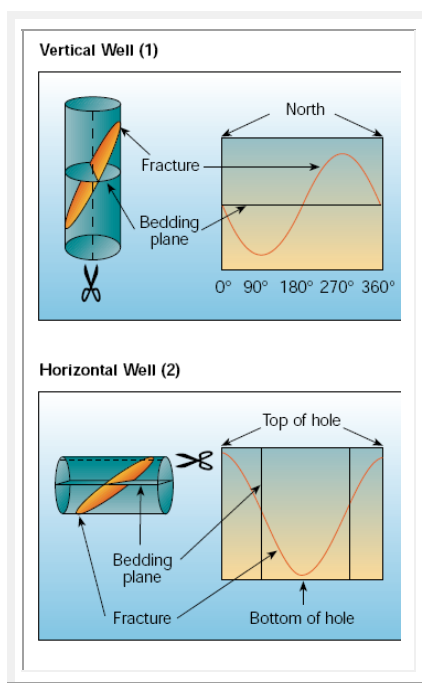 Vertical Well (1)
North
Fracture
Bedding
plane
0° 90° 180° 270° 360°
Horizontal Well (2)
Top of hole
Bedding
plane
Fracture
Bottom of hole